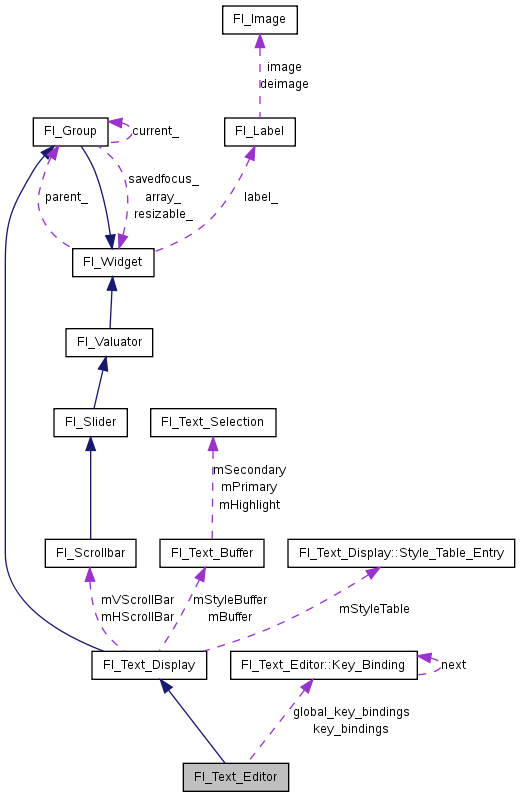 Fl_Image
image
deimage
Fl_Group
current_
Fl_Label
parent_
savedfocus_
array_
resizable_
label_
Fl_Widget
Fl_Valuator
Fl_Slider
Fl_Text_Selection
mSecondary
mPrimary
mHighlight
Fl_Scrollbar
Fl_Text_Buffer
Fl_Text_Display::Style_Table_Entry
mVScrollBar
mHScrollBar
mStyleBuffer
mBuffer
mStyleTable
Fl_Text_Display
Fl_Text_Editor::Key_Binding
next
global_key_bindings
key_bindings
Fl_Text_Editor